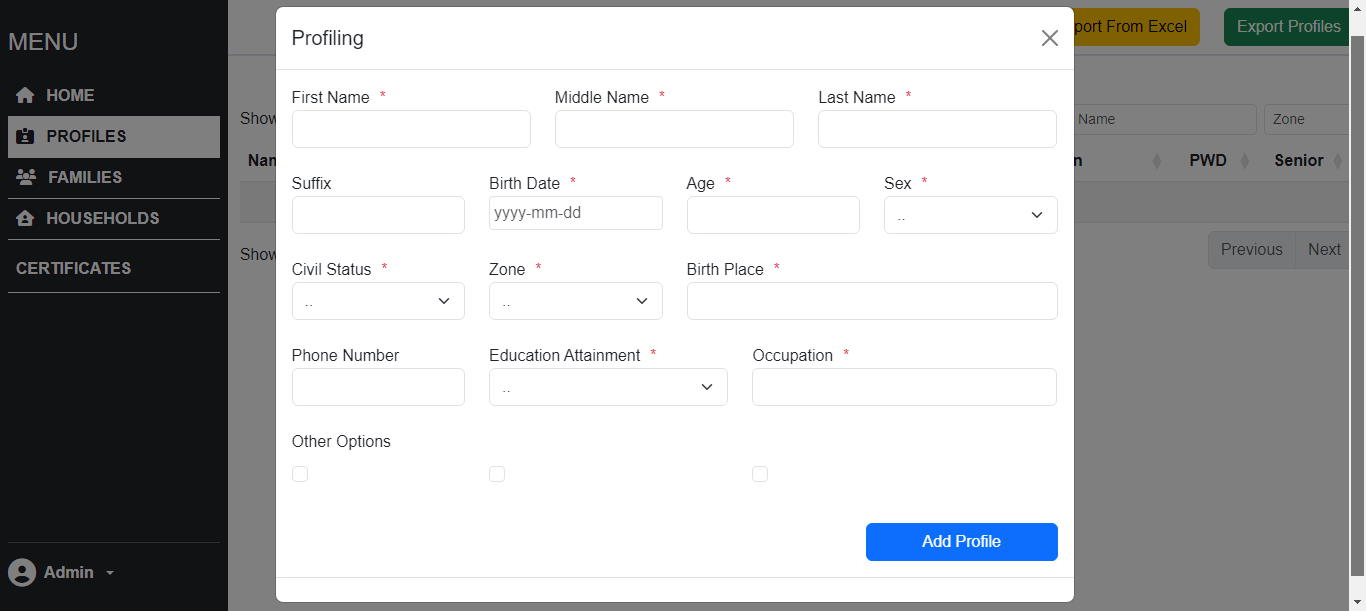 MENU
HOME
PROFILES
FAMILIES
HOUSEHOLDS
CERTIFICATES
Admin
Profiling
First Name *
Middle Name *
Last Name *
Suffix
Birth Date *
Age *
Sex *
yyyy-mm-dd
..
Civil Status *
Zone *
Birth Place *
..
..
Phone Number
Education Attainment *
Occupation *
..
Other Options
Add Profile
port From Excel
Export Profiles
Show
Name
Zone
Nan
n
PWD
Senior
Show
Previous
Next